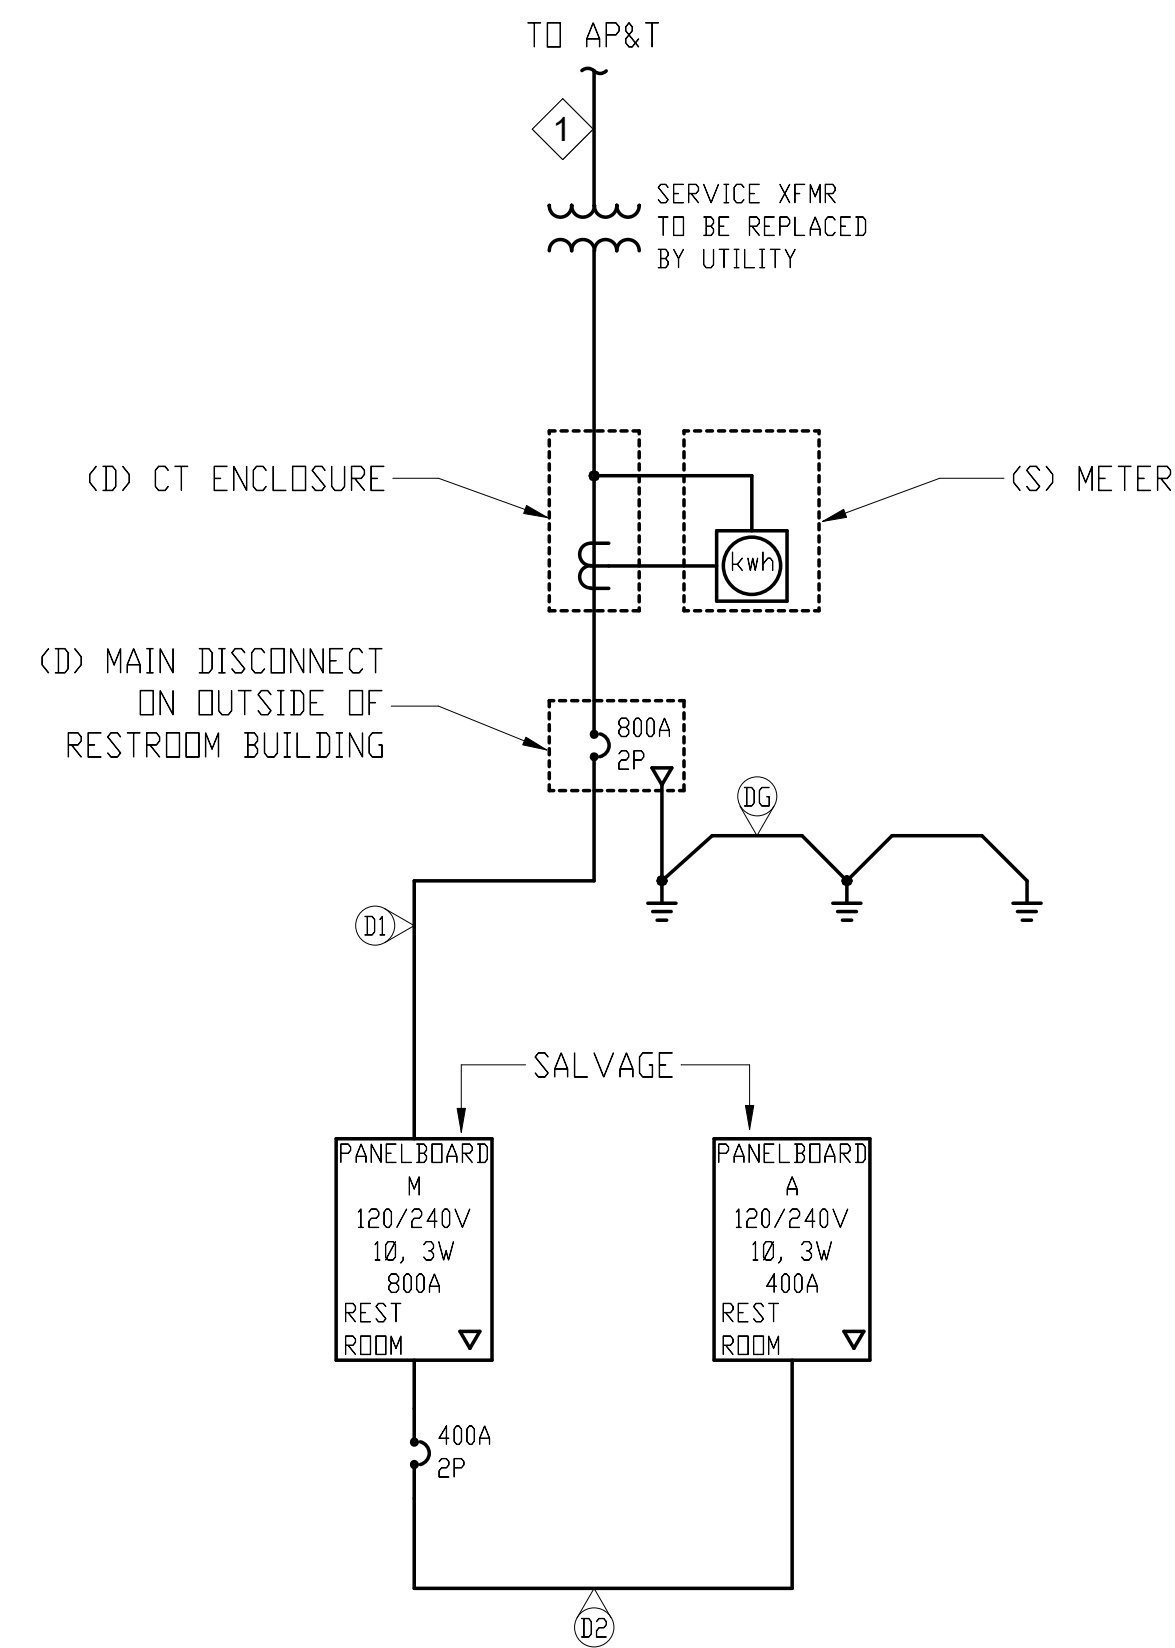 TO AP&T
1
SERVICE XFMR
TO BE REPLACED
BY UTILITY
(D) CT ENCLOSURE
(S) METER
kwh
(D) MAIN DISCONNECT
ON OUTSIDE OF
RESTROOM BUILDING
800A
2P
DG
D1
SALVAGE
PANELBOARD
M
120/240V
1Ø, 3W
800A
REST
ROOM
PANELBOARD
A
120/240V
1Ø, 3W
400A
REST
ROOM
400A
2P
D2